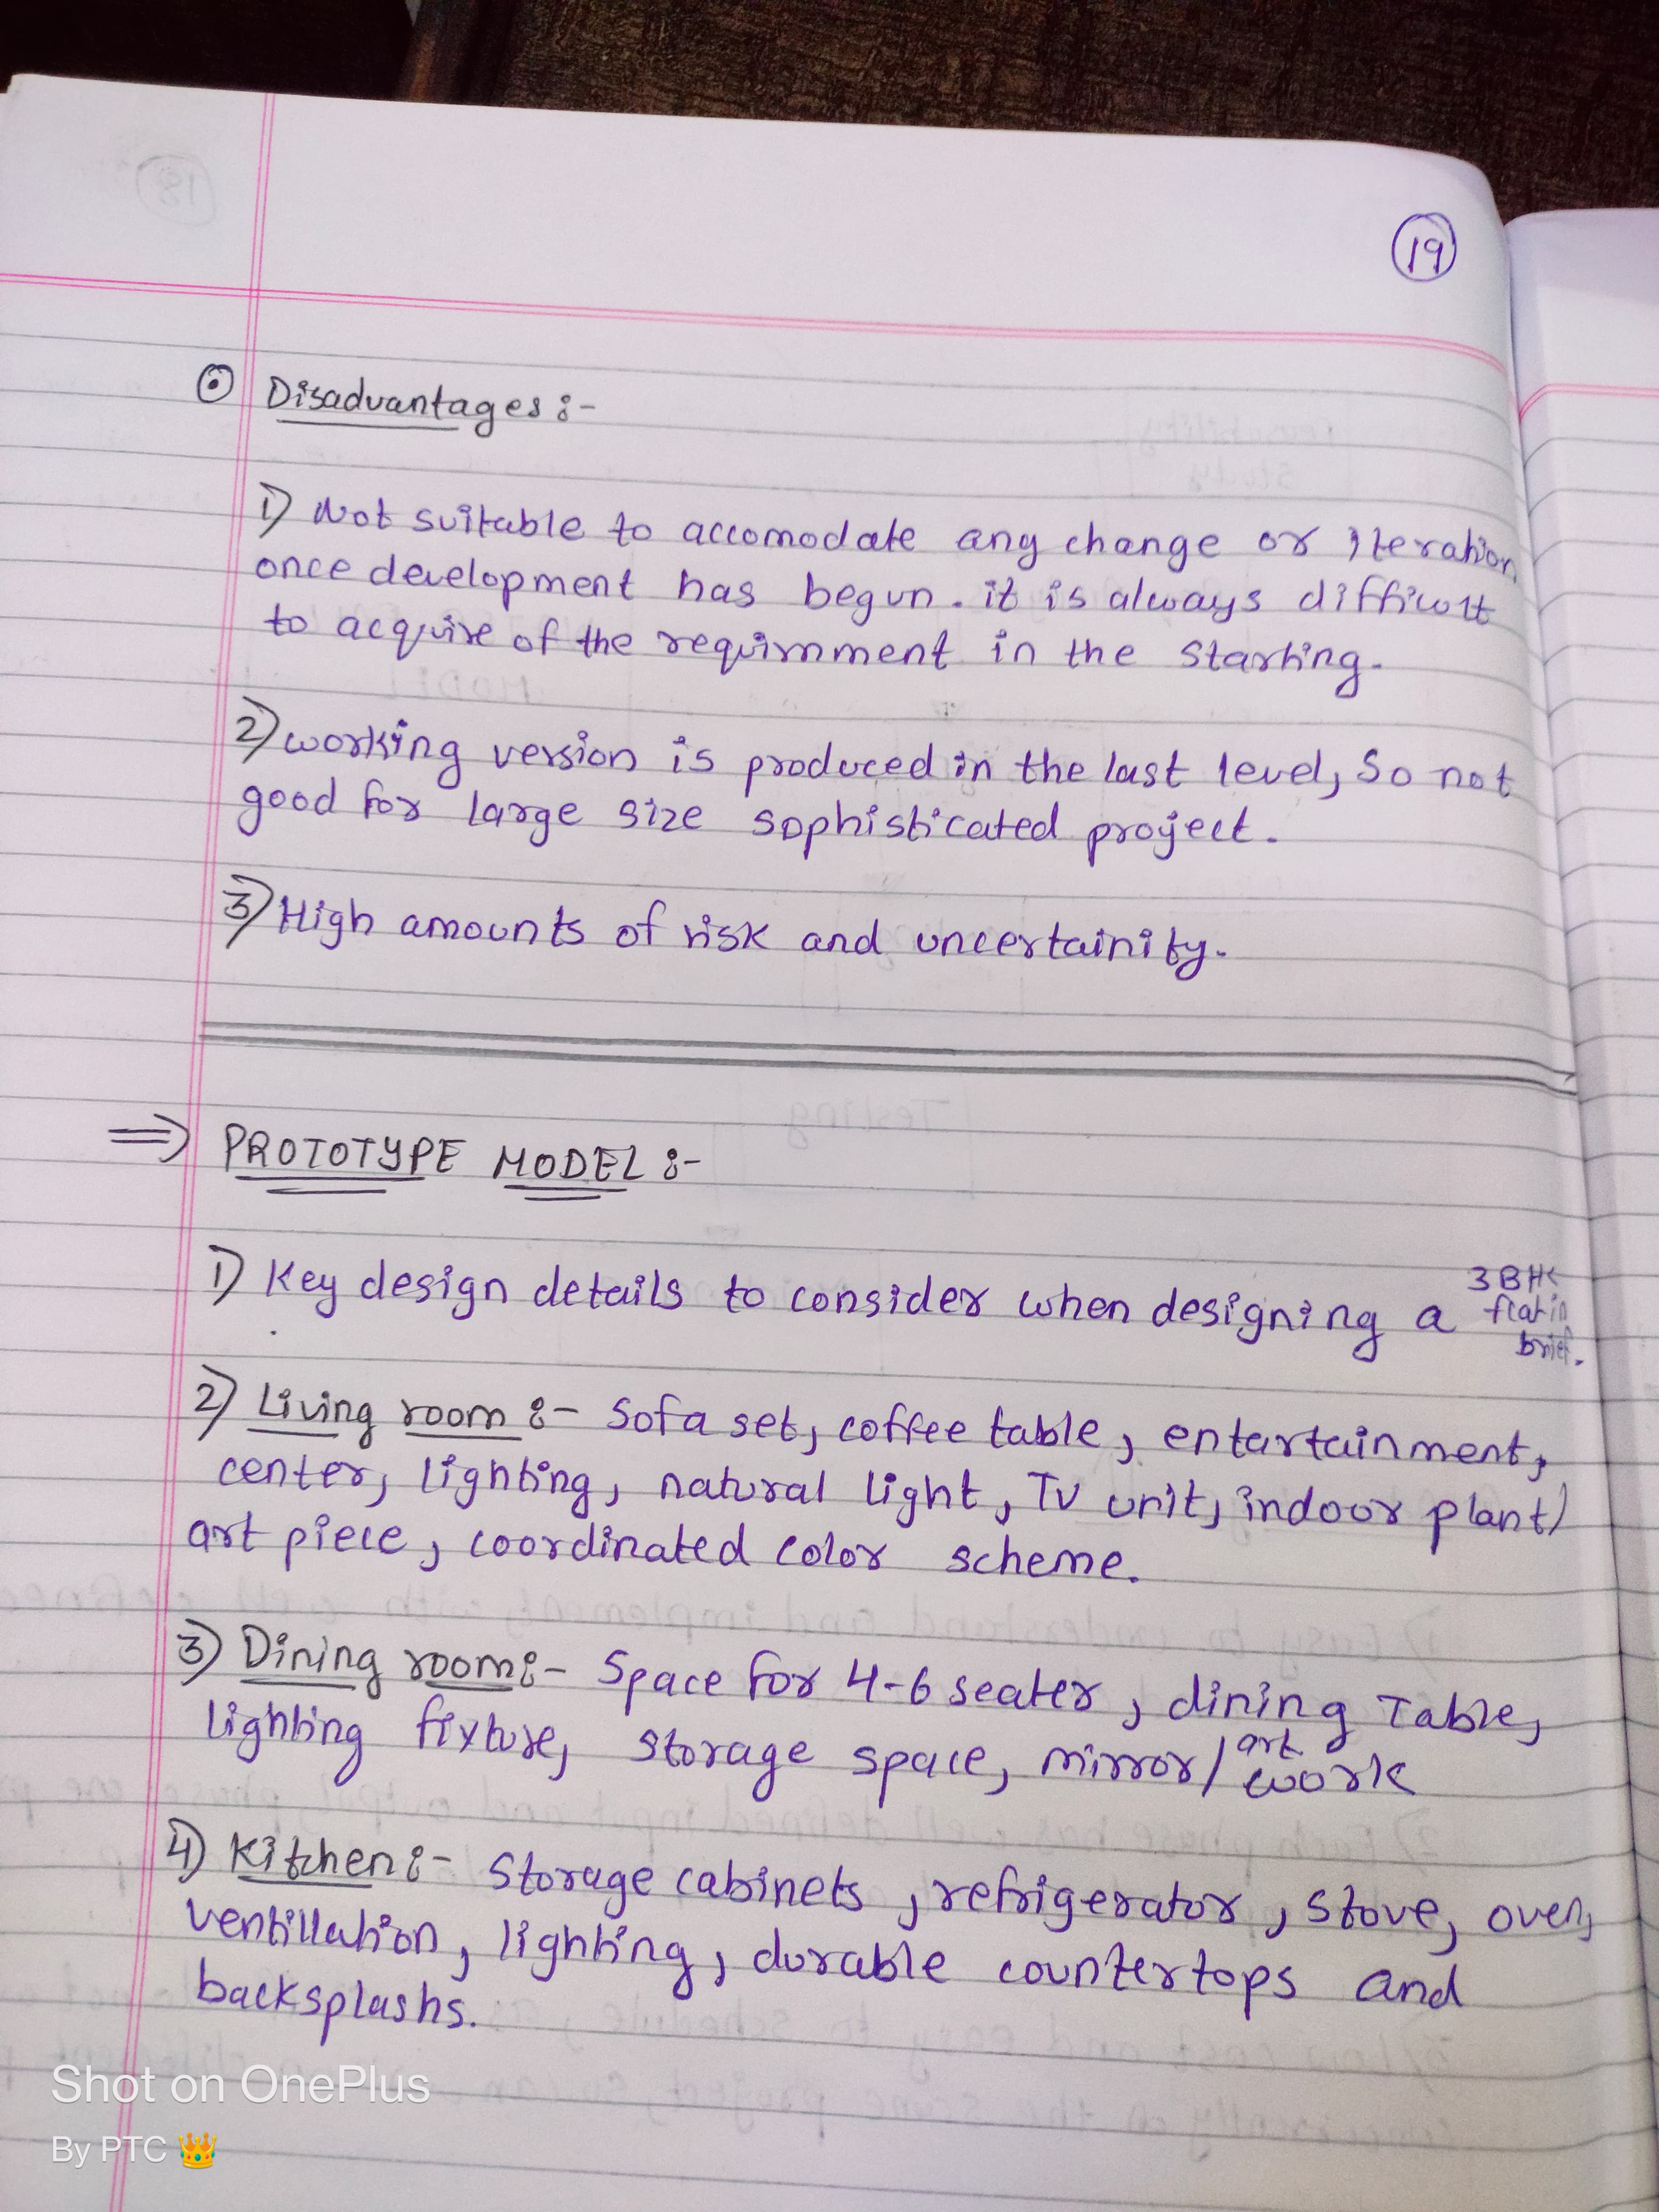 19
Disadvantages :-
1) Not suitable to accomodate any change or iteration
once development has begun. it is always difficult
to acquire of the requirnment in the starting.
2) working version is produced in the last level, So not
good for large size sophisticated project.
3) High amounts of risk and uncertainity.
⇒ PROTOTYPE MODEL :-
1) Key design details to consider when designing a 3 BHK
flat in
brief.
2) Living room :- Sofa set, coffee table, entartainment,
center, lighting, natural light, TV unit, indoor plant/
art piece, coordinated color scheme.
3) Dining room :- Space for 4-6 seater, dining Table,
lighting fixture, storage space, mirror/ art
work
4) Kitchen :- Storage cabinets, refrigerator, stove, oven,
ventillation, lighting, durable countertops and
backsplashs.
Shot on OnePlus
By PTC 👑